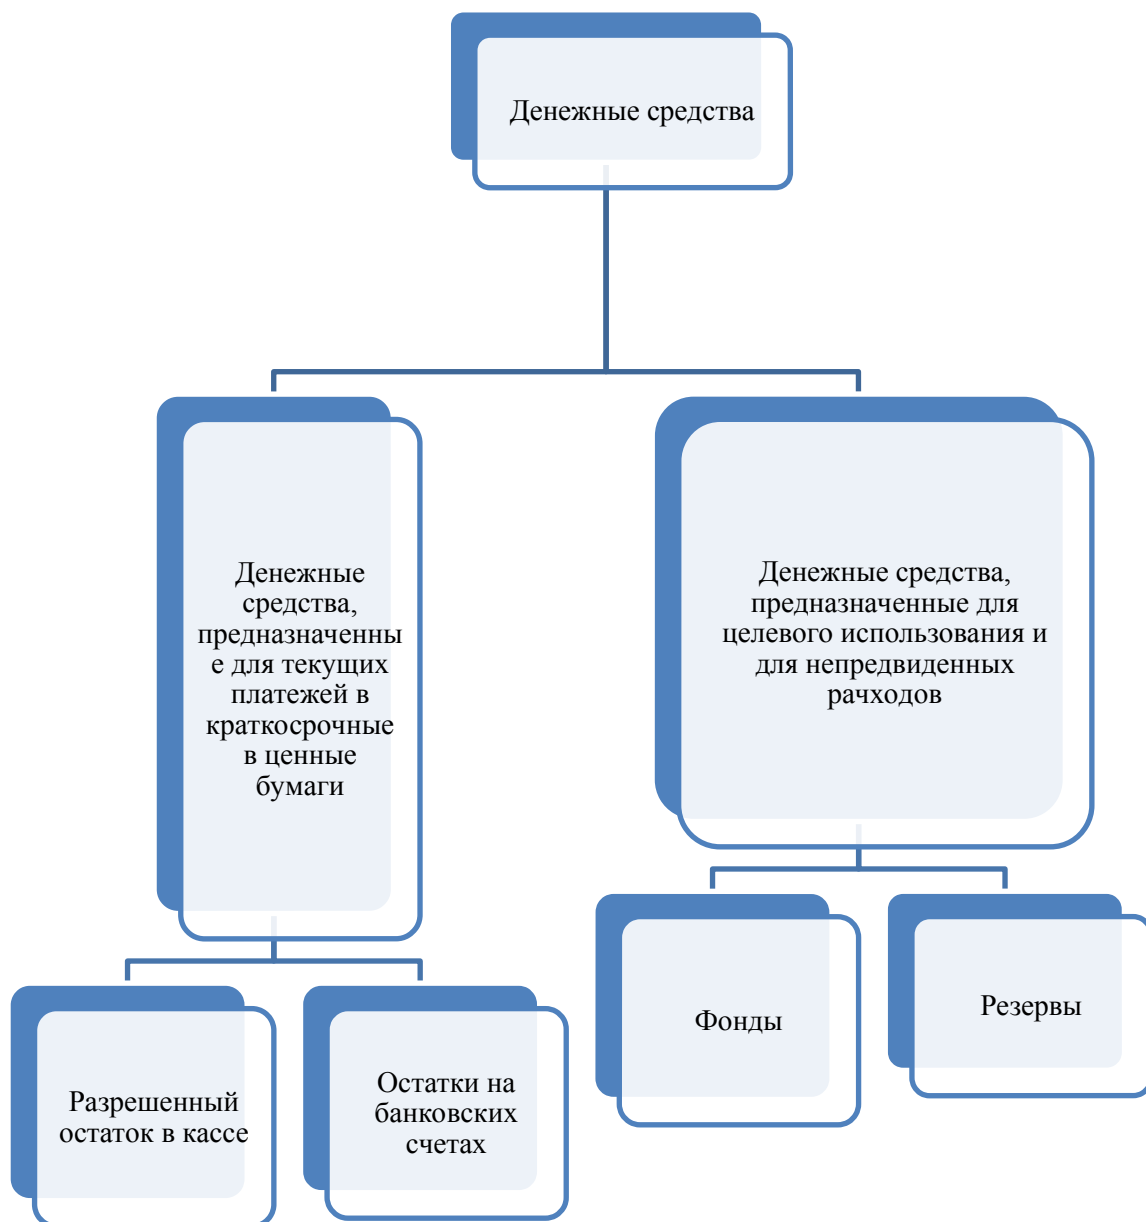 Денежные средства
Денежные
средства,
предназначенны
е для текущих
платежей в
краткосрочные
в ценные
бумаги
Денежные средства,
предназначенные для
целевого использования и
для непредвиденных
рачходов
Разрешенный
остаток в кассе
Остатки на
банковских
счетах
Фонды
Резервы